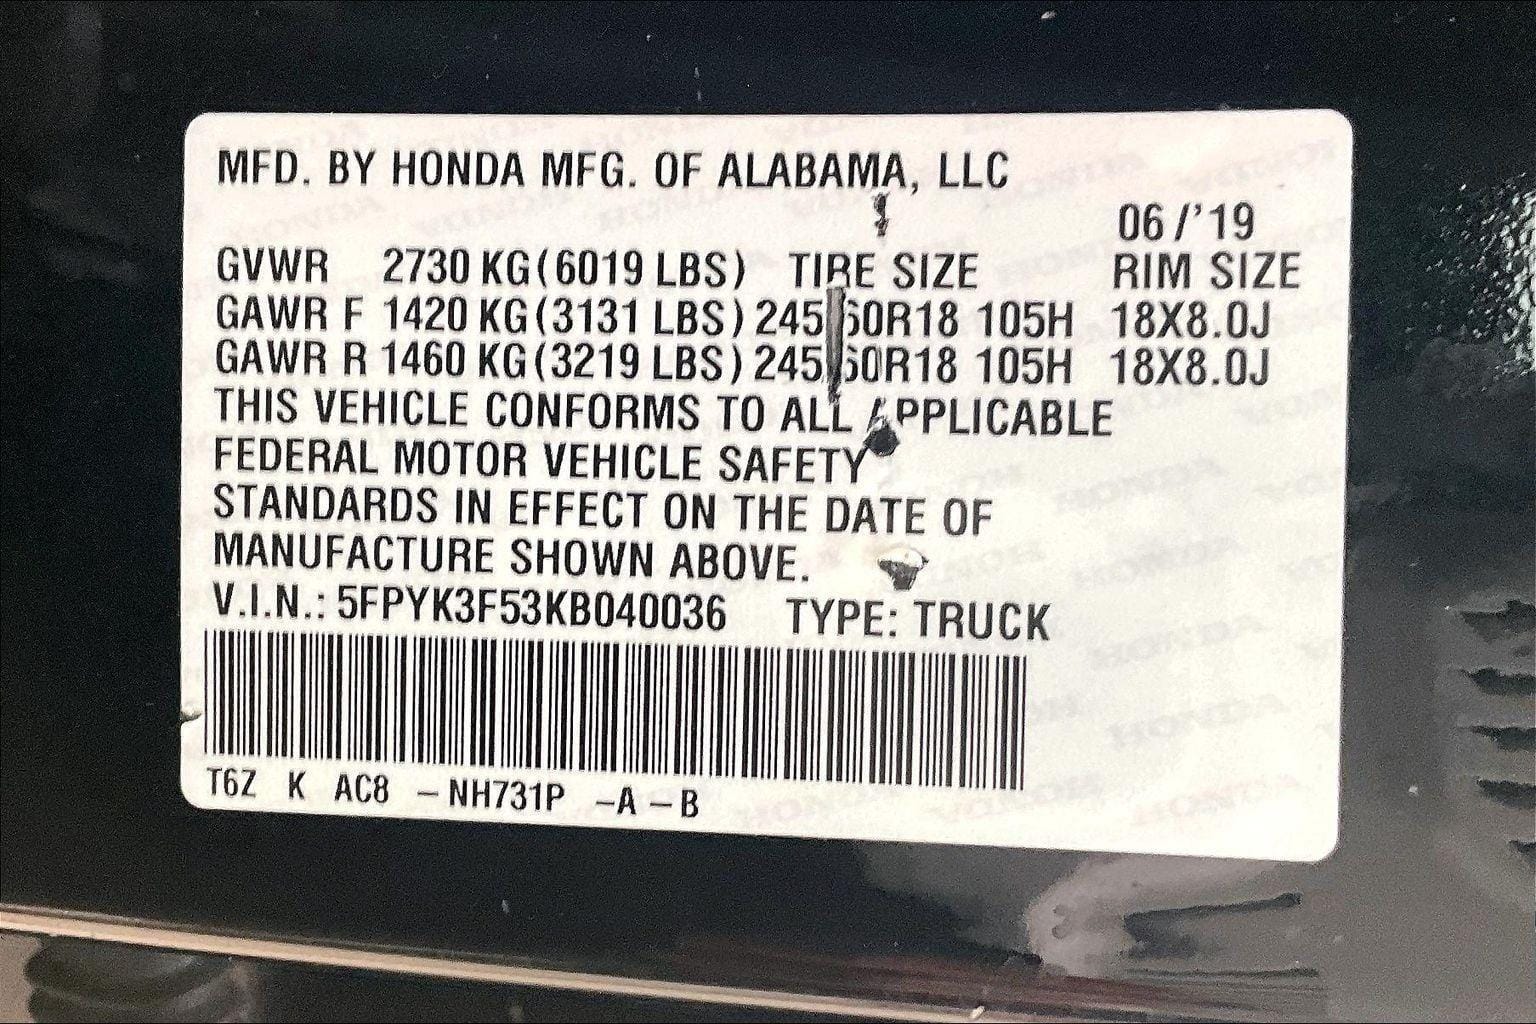 MFD. BY HONDA MFG. OF ALABAMA, LLC
06/'19
GVWR 2730 KG(6019 LBS) TIRE SIZE RIM SIZE
GAWR F 1420 KG(3131 LBS) 245/60R18 105H 18X8.0J
GAWR R 1460 KG(3219 LBS) 245/60R18 105H 18X8.0J
THIS VEHICLE CONFORMS TO ALL APPLICABLE
FEDERAL MOTOR VEHICLE SAFETY
STANDARDS IN EFFECT ON THE DATE OF
MANUFACTURE SHOWN ABOVE.
V.I.N.: 5FPYK3F53KB040036 TYPE: TRUCK
T6Z K AC8 -NH731P -A-B